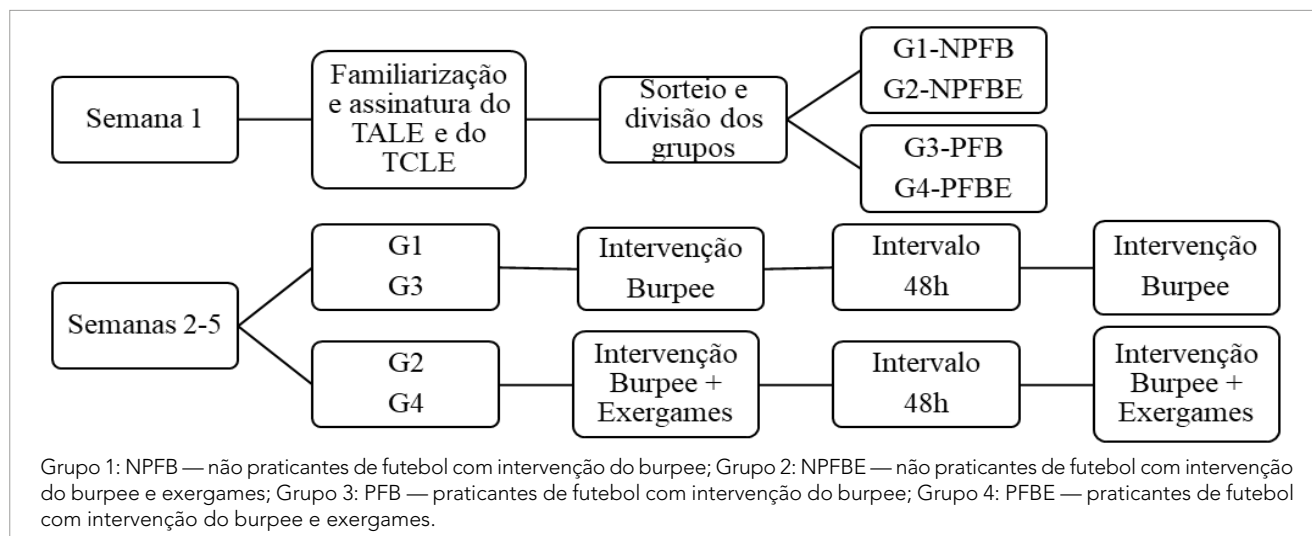 Semana 1
Familiarização
e assinatura do
TALE e do
TCLE
Sorteio e
divisão dos
grupos
G1-NPFB
G2-NPFBE
G3-PFB
G4-PFBE
Semanas 2-5
G1
G3
Intervenção
Burpee
Intervalo
48h
Intervenção
Burpee
G2
G4
Intervenção
Burpee +
Exergames
Intervalo
48h
Intervenção
Burpee +
Exergames
Grupo 1: NPFB — não praticantes de futebol com intervenção do burpee; Grupo 2: NPFBE — não praticantes de futebol com intervenção
do burpee e exergames; Grupo 3: PFB — praticantes de futebol com intervenção do burpee; Grupo 4: PFBE — praticantes de futebol
com intervenção do burpee e exergames.